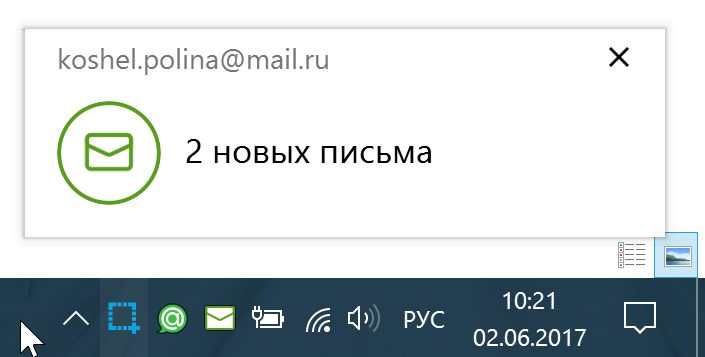 koshel.polina@mail.ru
2 новых письма
10:21
РУС
02.06.2017